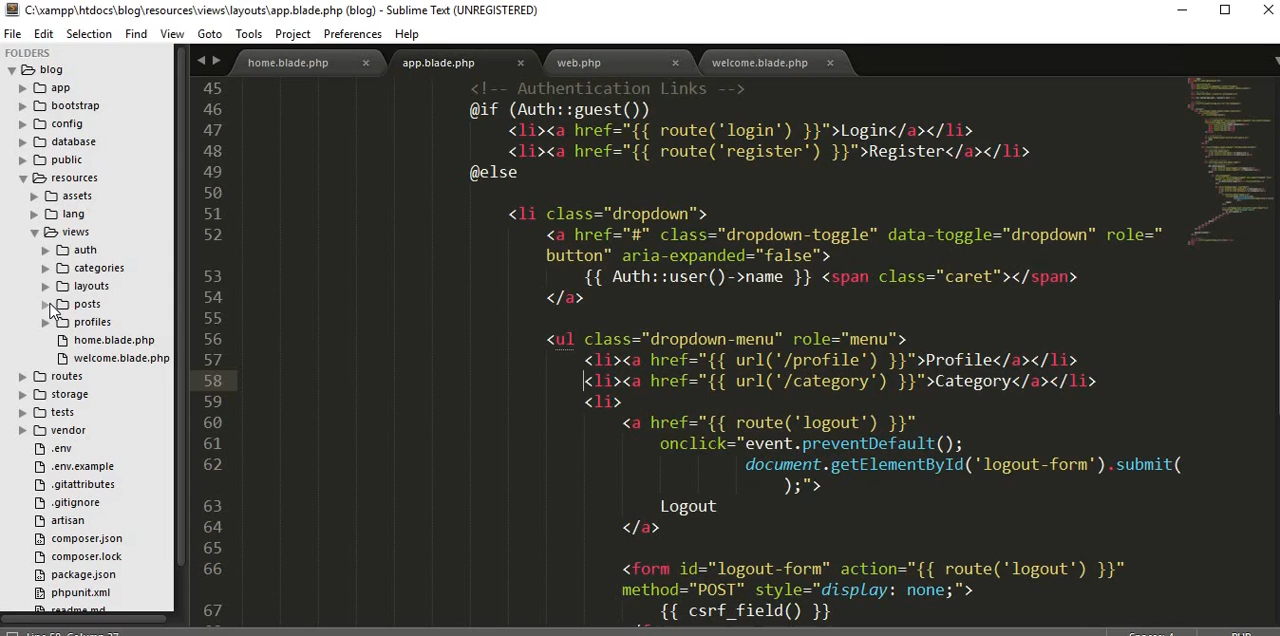 C:\xampp\htdocs\blog\resources\views\layouts\app.blade.php (blog) - Sublime Text (UNREGISTERED)
File Edit Selection Find View Goto Tools Project Preferences Help
FOLDERS
blog
app
bootstrap
config
database
public
resources
assets
lang
views
auth
categories
layouts
posts
profiles
home.blade.php
welcome.blade.php
routes
storage
tests
vendor
.env
.env.example
.gitattributes
.gitignore
artisan
composer.json
composer.lock
package.json
phpunit.xml
readme.md
home.blade.php app.blade.php web.php welcome.blade.php
45 <!-- Authentication Links -->
46 @if (Auth::guest())
47 <li><a href="{{ route('login') }}">Login</a></li>
48 <li><a href="{{ route('register') }}">Register</a></li>
49 @else
50
51 <li class="dropdown">
52 <a href="#" class="dropdown-toggle" data-toggle="dropdown" role="
button" aria-expanded="false">
53 {{ Auth::user()->name }} <span class="caret"></span>
54 </a>
55
56 <ul class="dropdown-menu" role="menu">
57 <li><a href="{{ url('/profile') }}">Profile</a></li>
58 <li><a href="{{ url('/category') }}">Category</a></li>
59 <li>
60 <a href="{{ route('logout') }}"
61 onclick="event.preventDefault();
62 document.getElementById('logout-form').submit(
);">
63 Logout
64 </a>
65
66 <form id="logout-form" action="{{ route('logout') }}"
method="POST" style="display: none;">
67 {{ csrf_field() }}